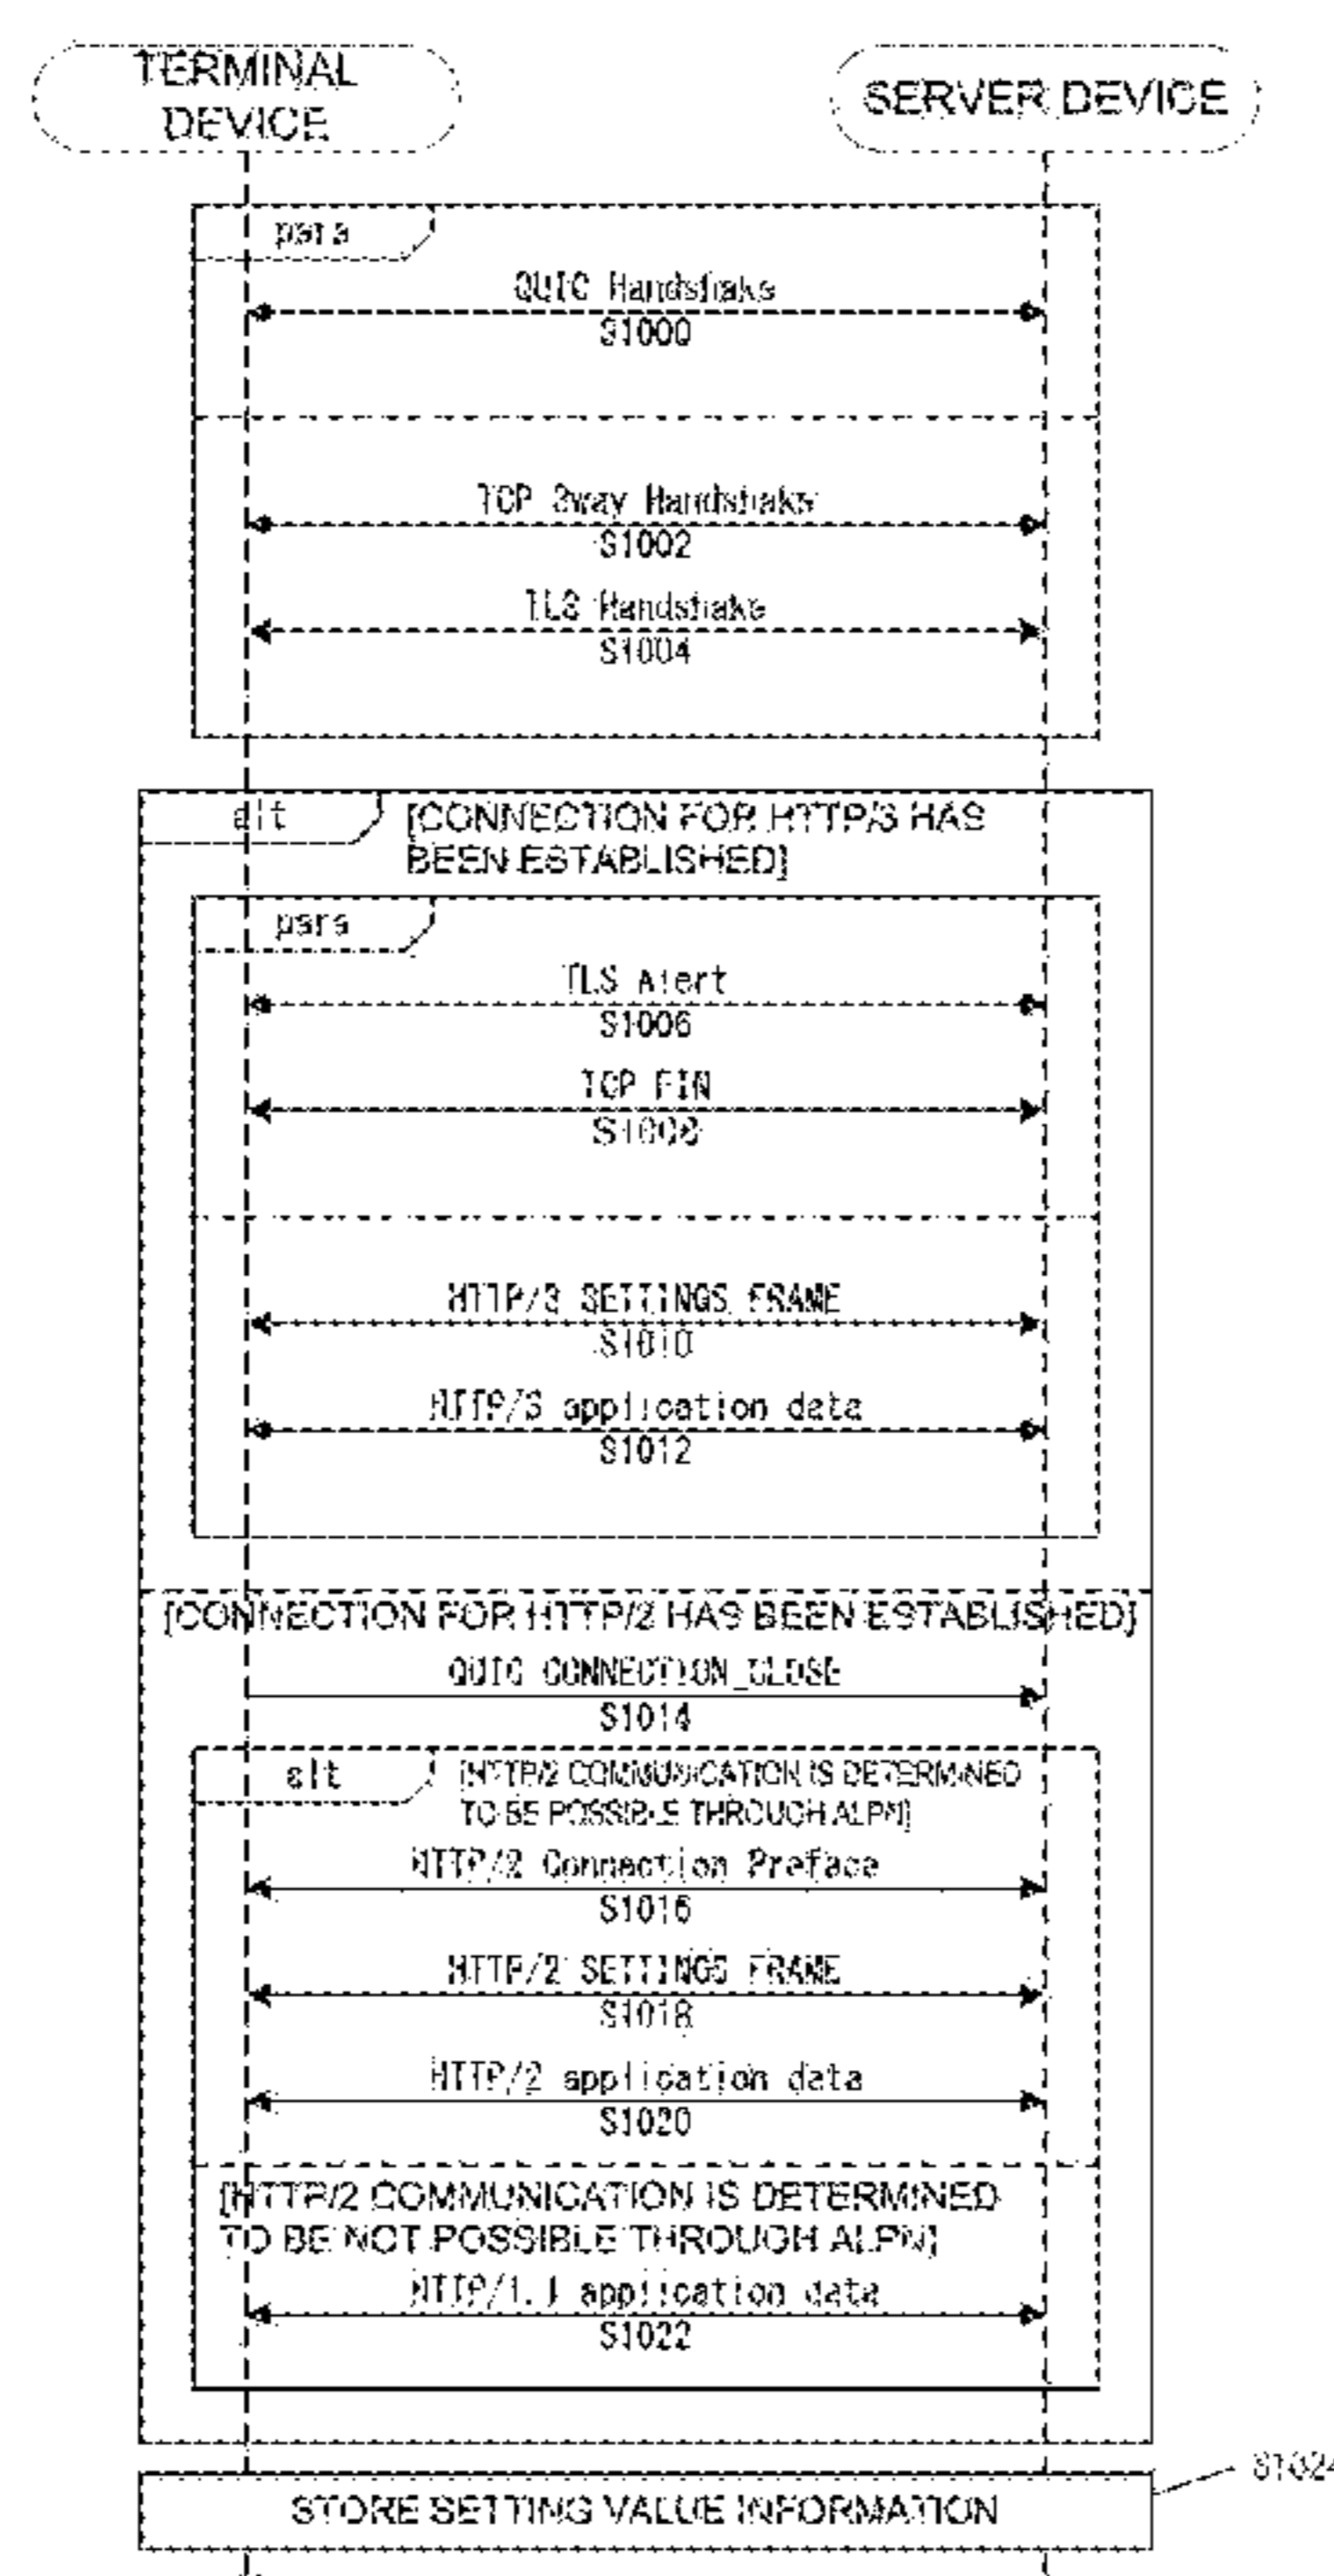 TERMINAL
DEVICE
SERVER DEVICE
para
QUIC Handshake
S1000
TCP 3way Handshake
S1002
TLS Handshake
S1004
alt
[CONNECTION FOR HTTP/3 HAS
BEEN ESTABLISHED]
para
TLS Alert
S1006
TCP FIN
S1008
HTTP/3 SETTINGS FRAME
S1010
HTTP/3 application data
S1012
[CONNECTION FOR HTTP/2 HAS BEEN ESTABLISHED]
QUIC CONNECTION_CLOSE
S1014
alt
[HTTP/2 COMMUNICATION IS DETERMINED
TO BE POSSIBLE THROUGH ALPN]
HTTP/2 Connection Preface
S1016
HTTP/2 SETTINGS FRAME
S1018
HTTP/2 application data
S1020
[HTTP/2 COMMUNICATION IS DETERMINED
TO BE NOT POSSIBLE THROUGH ALPN]
HTTP/1.1 application data
S1022
S1024
STORE SETTING VALUE INFORMATION